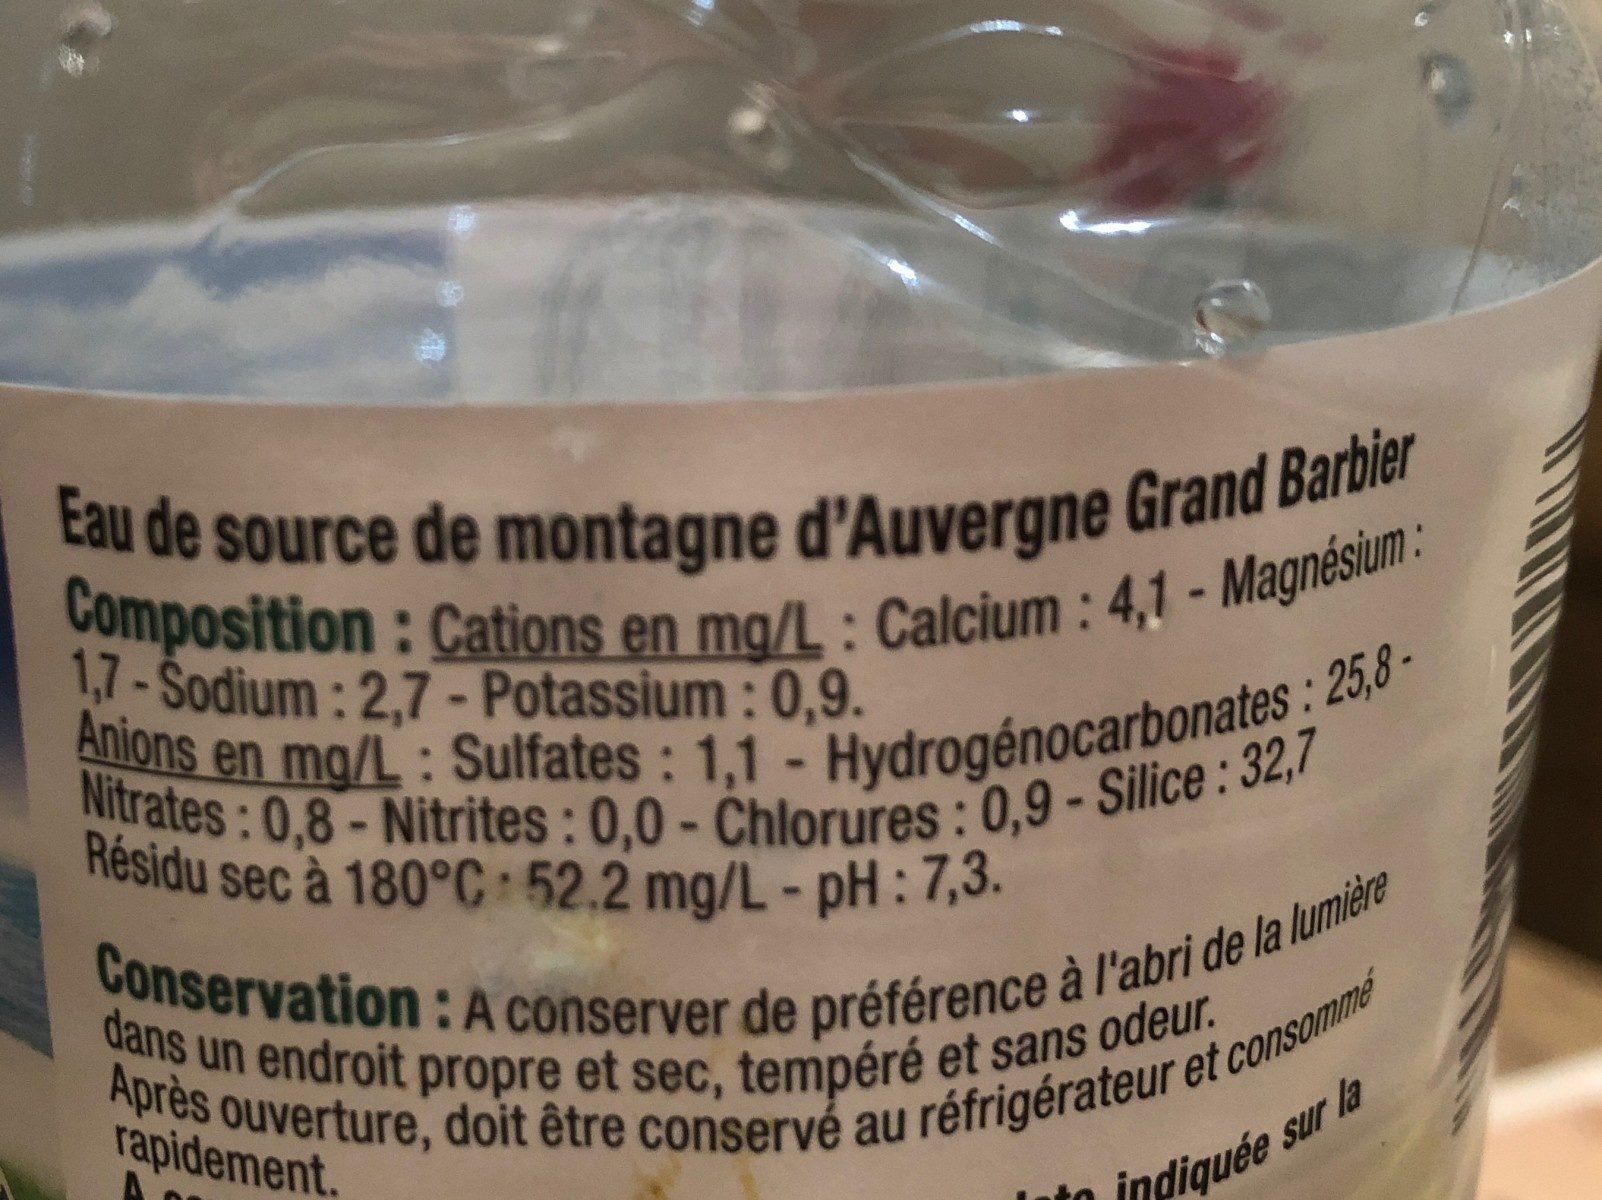 Eau de source de montagne d'Auvergne Grand Barbier
Composition : Cations en mg/L : Calcium : 4,1 - Magnésium :
1,7 - Sodium : 2,7 - Potassium : 0,9.
Anions en mg/L : Sulfates : 1,1 - Hydrogénocarbonates : 25,8 -
Nitrates : 0,8 - Nitrites : 0,0 - Chlorures : 0,9 - Silice : 32,7
Résidu sec à 180°C : 52.2 mg/L - pH : 7,3.
Conservation : A conserver de préférence à l'abri de la lumière
dans un endroit propre et sec, tempéré et sans odeur.
Après ouverture, doit être conservé au réfrigérateur et consommé
rapidement.
A indiquée sur la